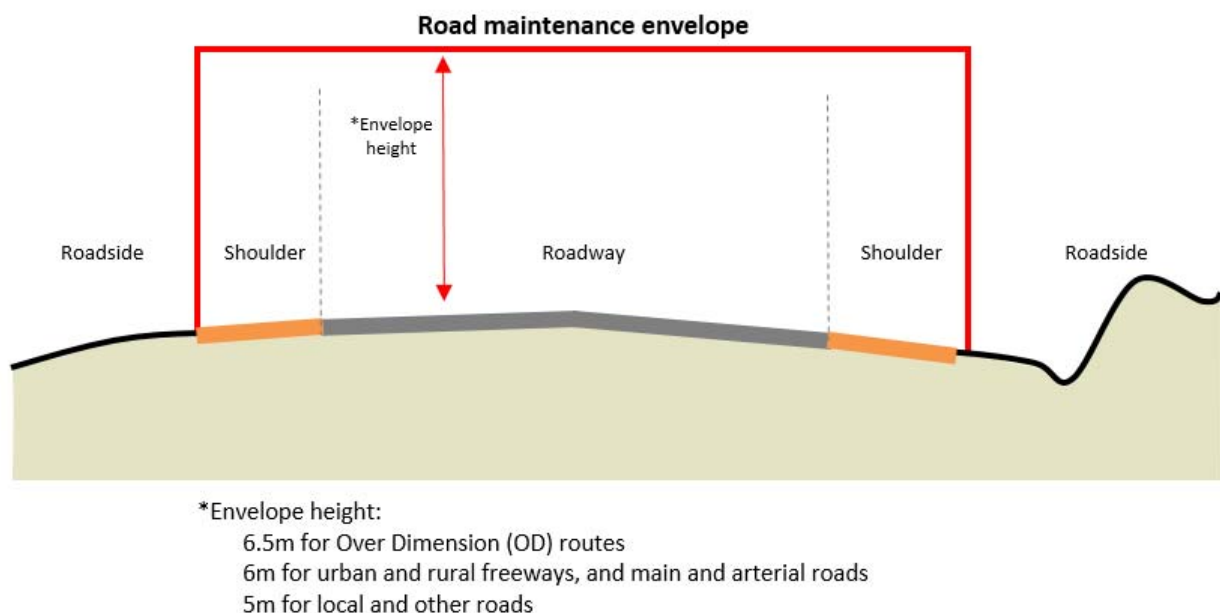 Road maintenance envelope
*Envelope
height
Roadside
Shoulder
Roadway
Shoulder
Roadside
*Envelope height:
6.5m for Over Dimension (OD) routes
6m for urban and rural freeways, and main and arterial roads
5m for local and other roads